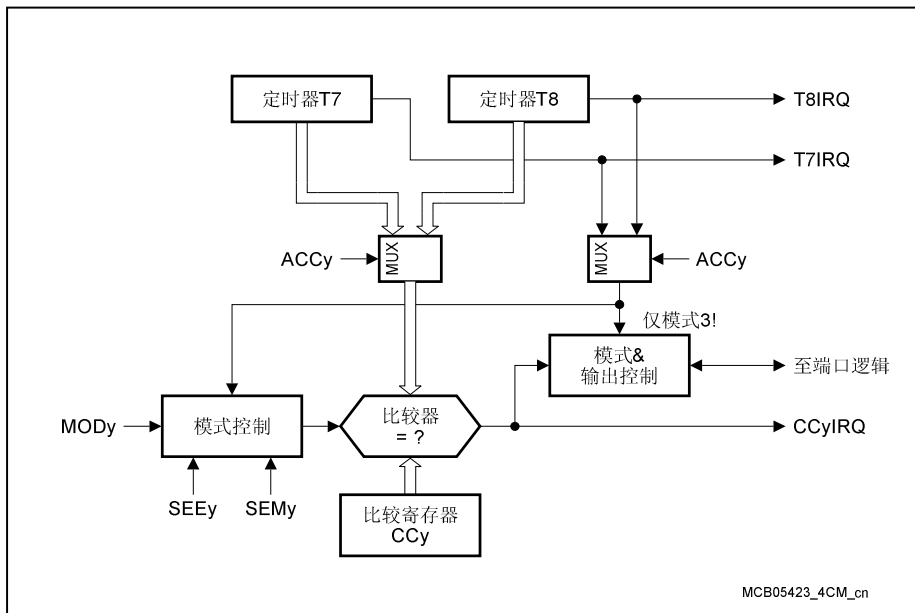 定时器T7
定时器T8
T8IRQ
T7IRQ
ACCy
MUX
MUX
ACCy
仅模式3!
模式&
输出控制
至端口逻辑
MODy
模式控制
比较器
= ?
CCyIRQ
SEEy
SEMy
比较寄存器
CCy
MCB05423_4CM_cn